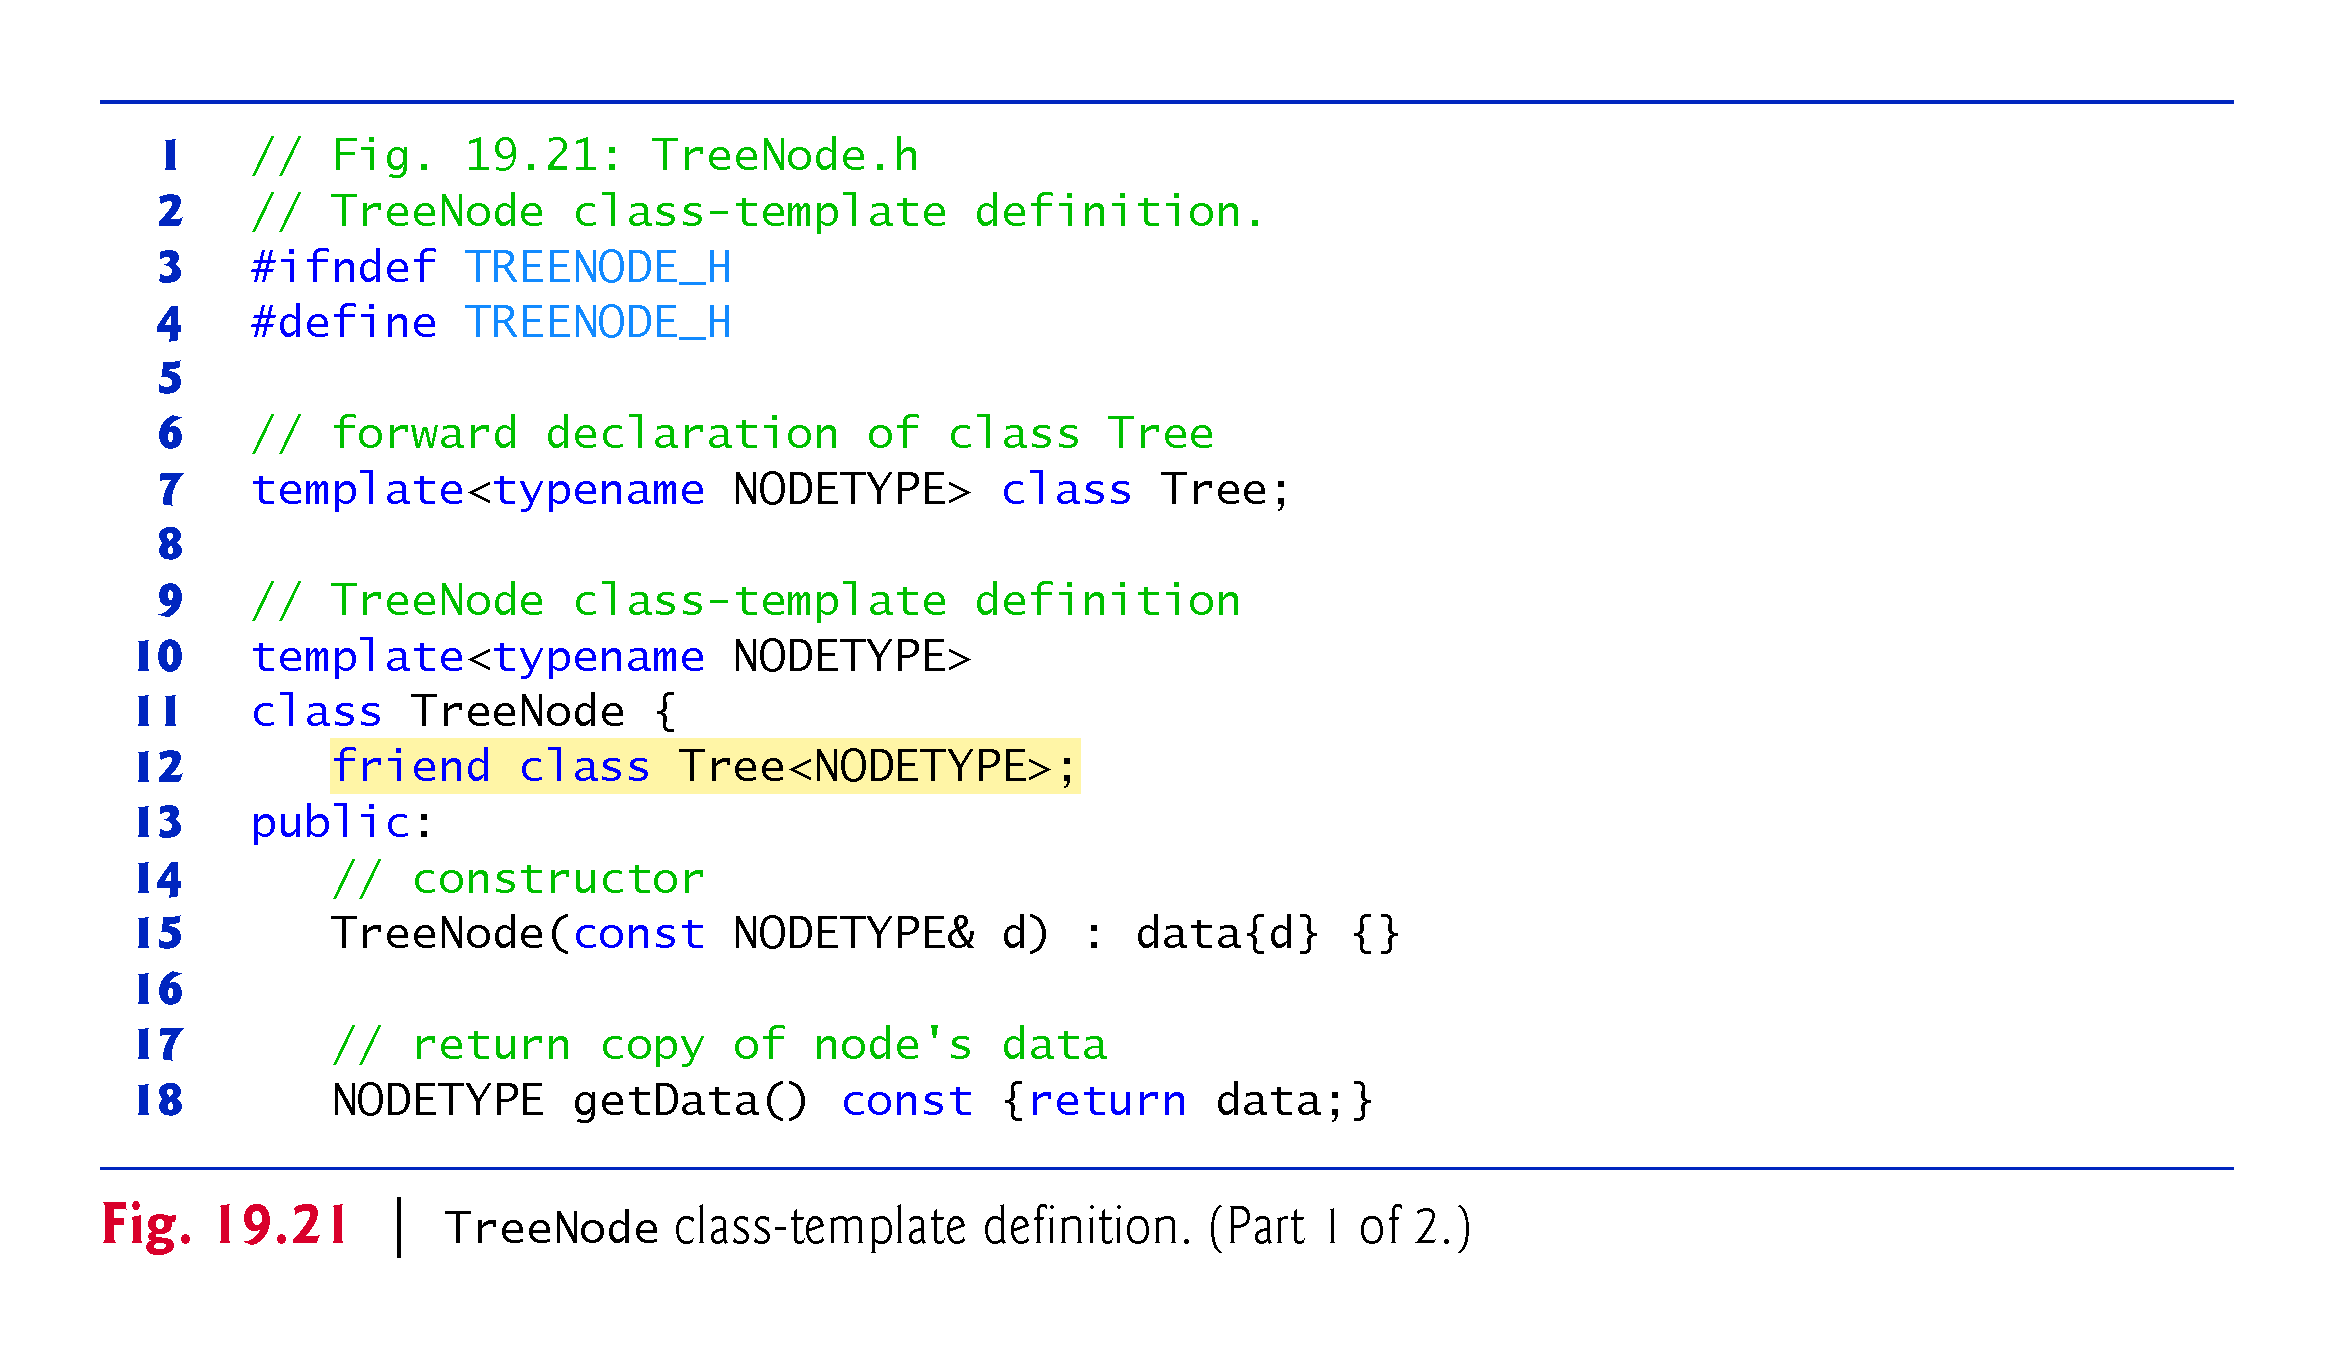 1 // Fig. 19.21: TreeNode.h
2 // TreeNode class-template definition.
3 #ifndef TREENODE_H
4 #define TREENODE_H
5
6 // forward declaration of class Tree
7 template<typename NODETYPE> class Tree;
8
9 // TreeNode class-template definition
10 template<typename NODETYPE>
11 class TreeNode {
12    friend class Tree<NODETYPE>;
13 public:
14    // constructor
15    TreeNode(const NODETYPE& d) : data{d} {}
16
17    // return copy of node's data
18    NODETYPE getData() const {return data;}
Fig. 19.21 | TreeNode class-template definition. (Part 1 of 2.)